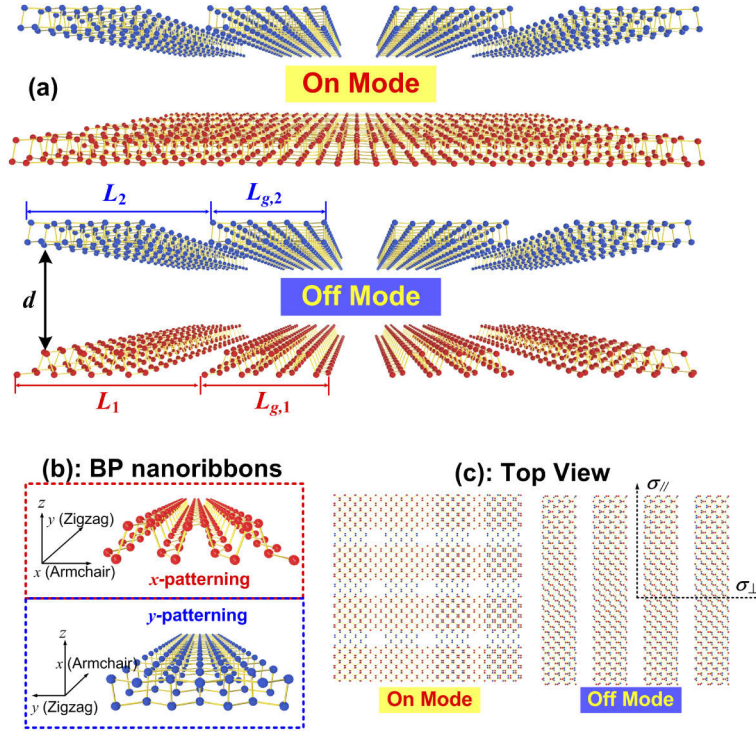 (a)
On Mode
L2
Lg,2
d
Off Mode
L1
Lg,1
(b): BP nanoribbons
z
y (Zigzag)
x (Armchair)
x-patterning
y-patterning
z
x (Armchair)
y (Zigzag)
(c): Top View
σ//
σ⊥
On Mode
Off Mode